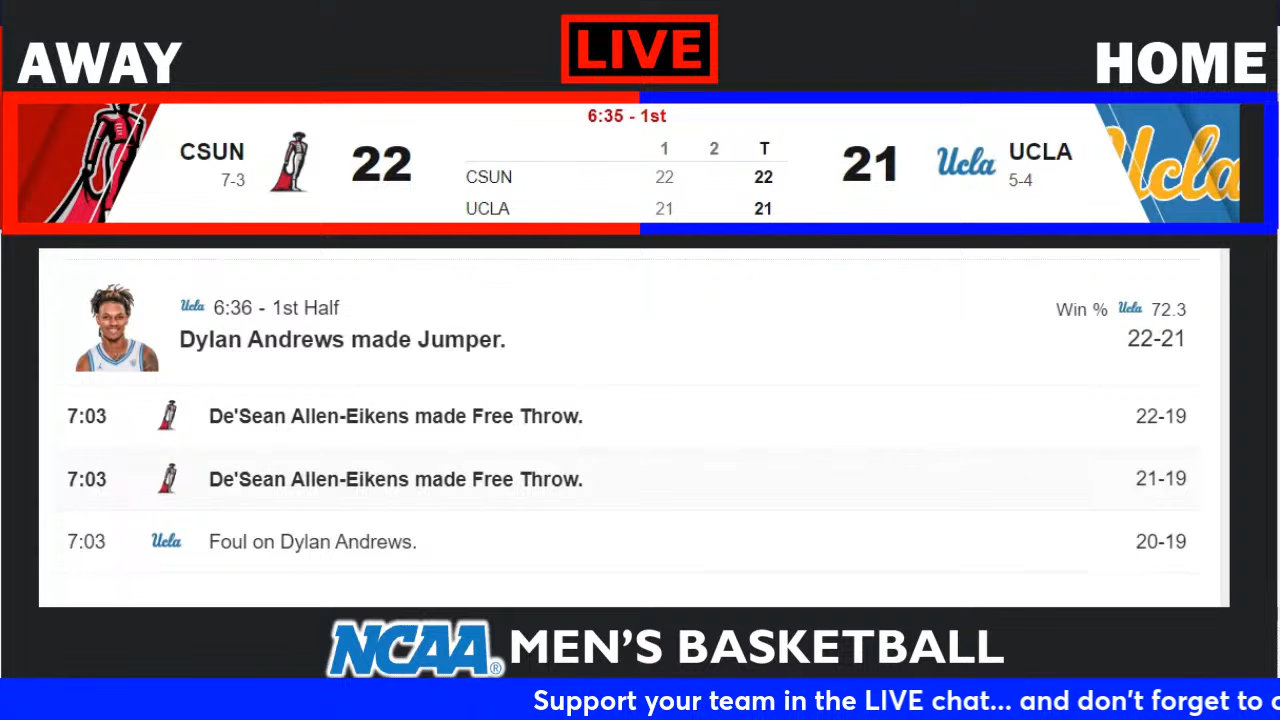 AWAY
LIVE
HOME
6:35 - 1st
CSUN
7-3
22
1 2 T
CSUN 22 22
UCLA 21 21
21
Ucla
UCLA
5-4
Ucla
Ucla 6:36 - 1st Half
Dylan Andrews made Jumper.
Win % Ucla 72.3
22-21
7:03 De'Sean Allen-Eikens made Free Throw. 22-19
7:03 De'Sean Allen-Eikens made Free Throw. 21-19
7:03 Ucla Foul on Dylan Andrews. 20-19
NCAA® MEN'S BASKETBALL
Support your team in the LIVE chat... and don't forget to